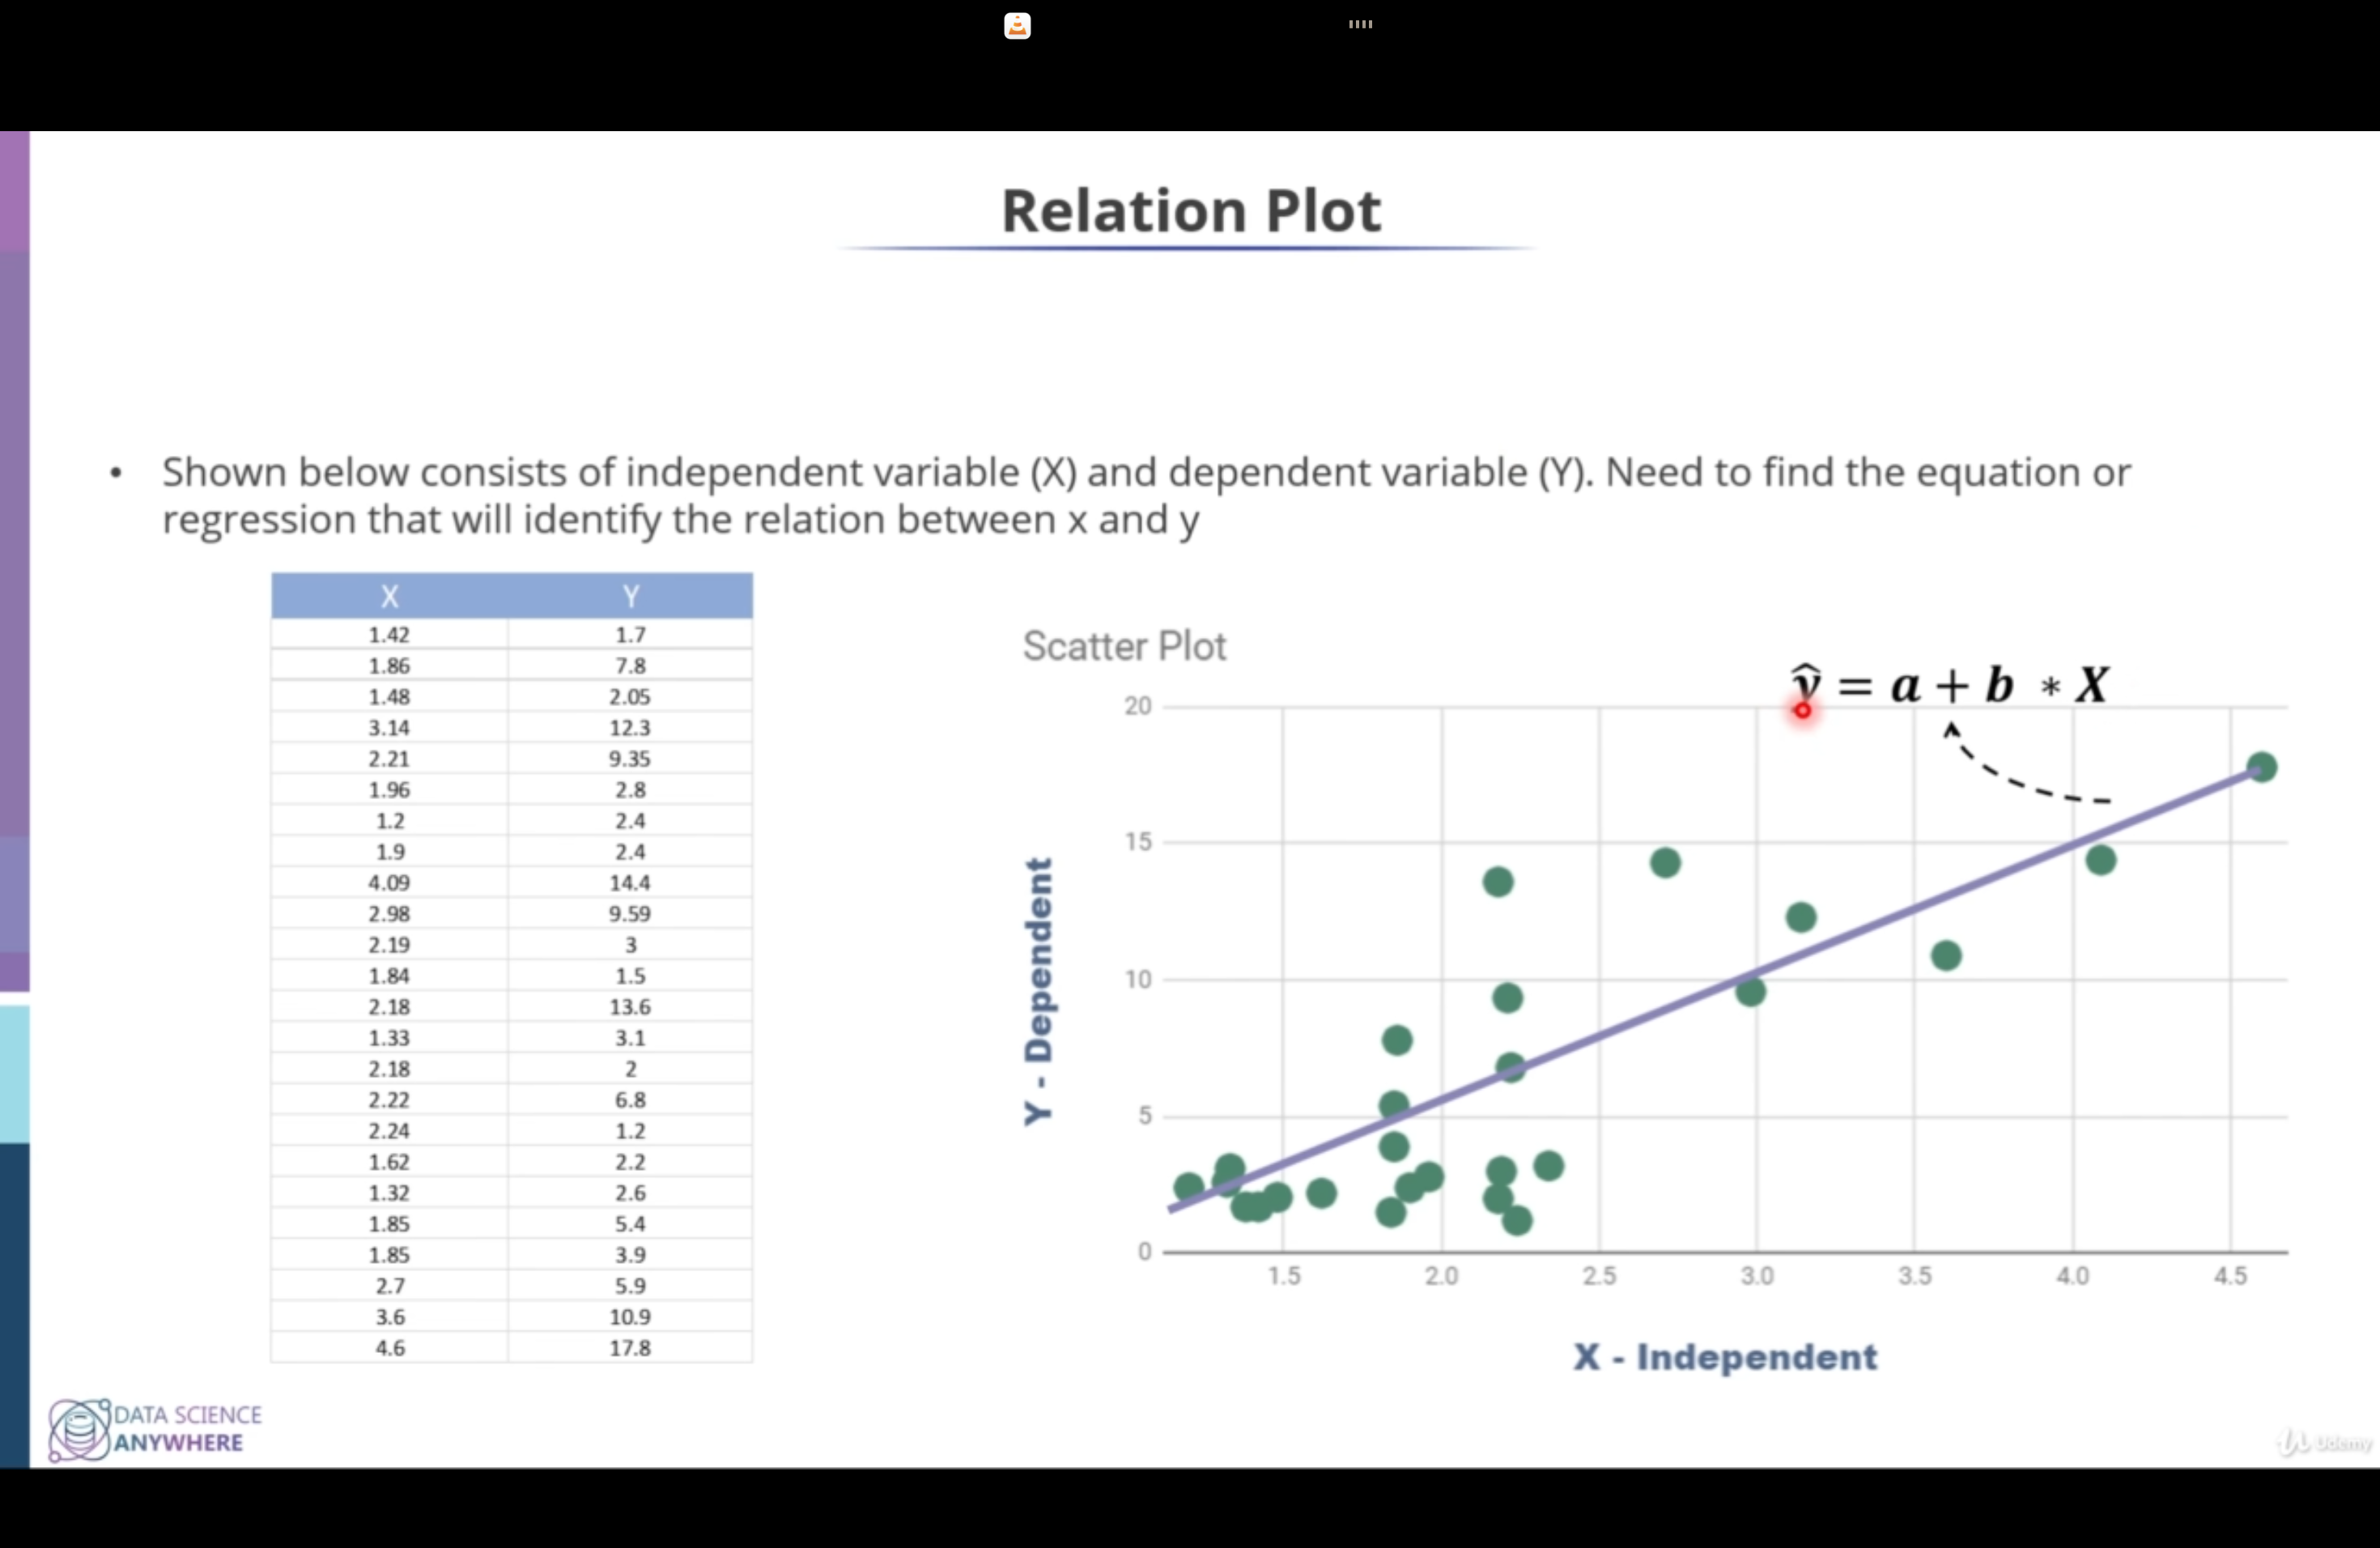 Relation Plot
• Shown below consists of independent variable (X) and dependent variable (Y). Need to find the equation or
regression that will identify the relation between x and y
X Y
1.42 1.7
1.86 7.8
1.48 2.05
3.14 12.3
2.21 9.35
1.96 2.8
1.2 2.4
1.9 2.4
4.09 14.4
2.98 9.59
2.19 3
1.84 1.5
2.18 13.6
1.33 3.1
2.18 2
2.22 6.8
2.24 1.2
1.62 2.2
1.32 2.6
1.85 5.4
1.85 3.9
2.7 5.9
3.6 10.9
4.6 17.8
Scatter Plot
ŷ = a + b * X
20
15
10
5
0
Y - Dependent
1.5 2.0 2.5 3.0 3.5 4.0 4.5
X - Independent
DATA SCIENCE
ANYWHERE
Udemy